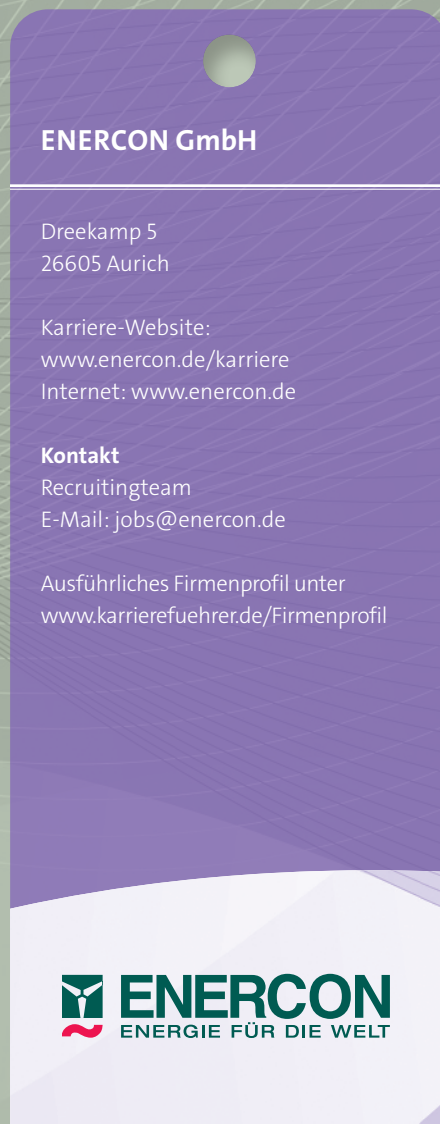 ENERCON GmbH
Dreekamp 5
26605 Aurich
Karriere-Website:
www.enercon.de/karriere
Internet: www.enercon.de
Kontakt
Recruitingteam
E-Mail: jobs@enercon.de
Ausführliches Firmenprofil unter
www.karrierefuehrer.de/Firmenprofil
ENERCON
ENERGIE FÜR DIE WELT